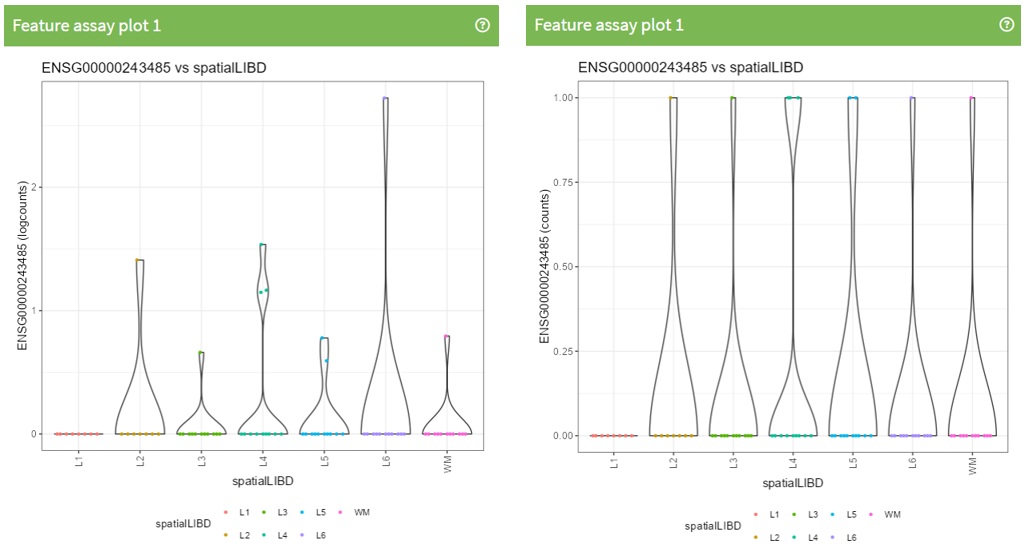 Feature assay plot 1
ENSG00000243485 vs spatialLIBD
ENSG00000243485 (logcounts)
2
1
0
L1 L2 L3 L4 L5 L6 WM
spatialLIBD
spatialLIBD
L1 L3 L5 WM
L2 L4 L6
Feature assay plot 1
ENSG00000243485 vs spatialLIBD
ENSG00000243485 (counts)
1.00
0.75
0.50
0.25
0.00
L1 L2 L3 L4 L5 L6 WM
spatialLIBD
spatialLIBD
L1 L3 L5 WM
L2 L4 L6